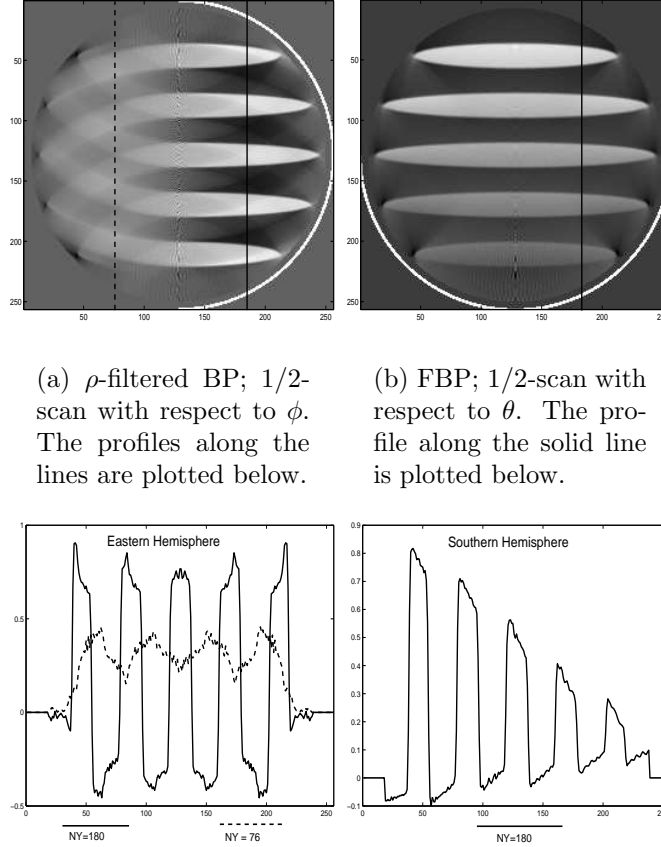 50
100
150
200
250
50 100 150 200 250
50
100
150
200
250
50 100 150 200 250
(a) ρ-filtered BP; 1/2-
scan with respect to ϕ.
The profiles along the
lines are plotted below.
(b) FBP; 1/2-scan with
respect to θ. The pro-
file along the solid line
is plotted below.
Eastern Hemisphere
1
0.5
0
−0.5
0 50 100 150 200 250
NY=180
NY = 76
Southern Hemisphere
0.9
0.8
0.7
0.6
0.5
0.4
0.3
0.2
0.1
0
−0.1
0 50 100 150 200
NY=180